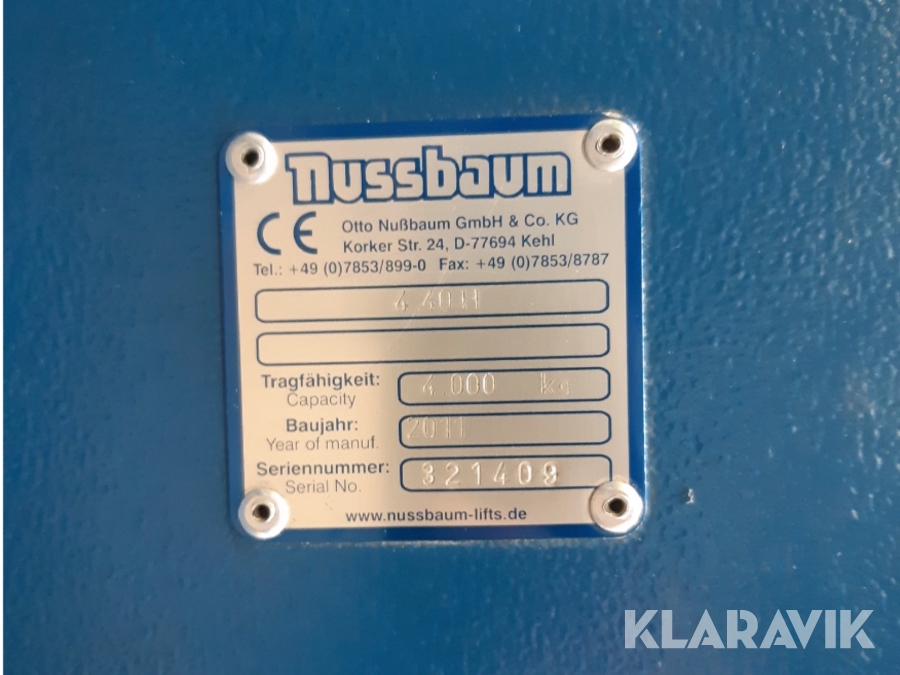 nussbaum
CE
Otto Nußbaum GmbH & Co. KG
Korker Str. 24, D-77694 Kehl
Tel.: +49 (0)7853/899-0 Fax: +49 (0)7853/8787
4.40H
Tragfähigkeit: 4.000 kg
Capacity
Baujahr: 2011
Year of manuf.
Seriennummer: 321409
Serial No.
www.nussbaum-lifts.de
KLARAVIK